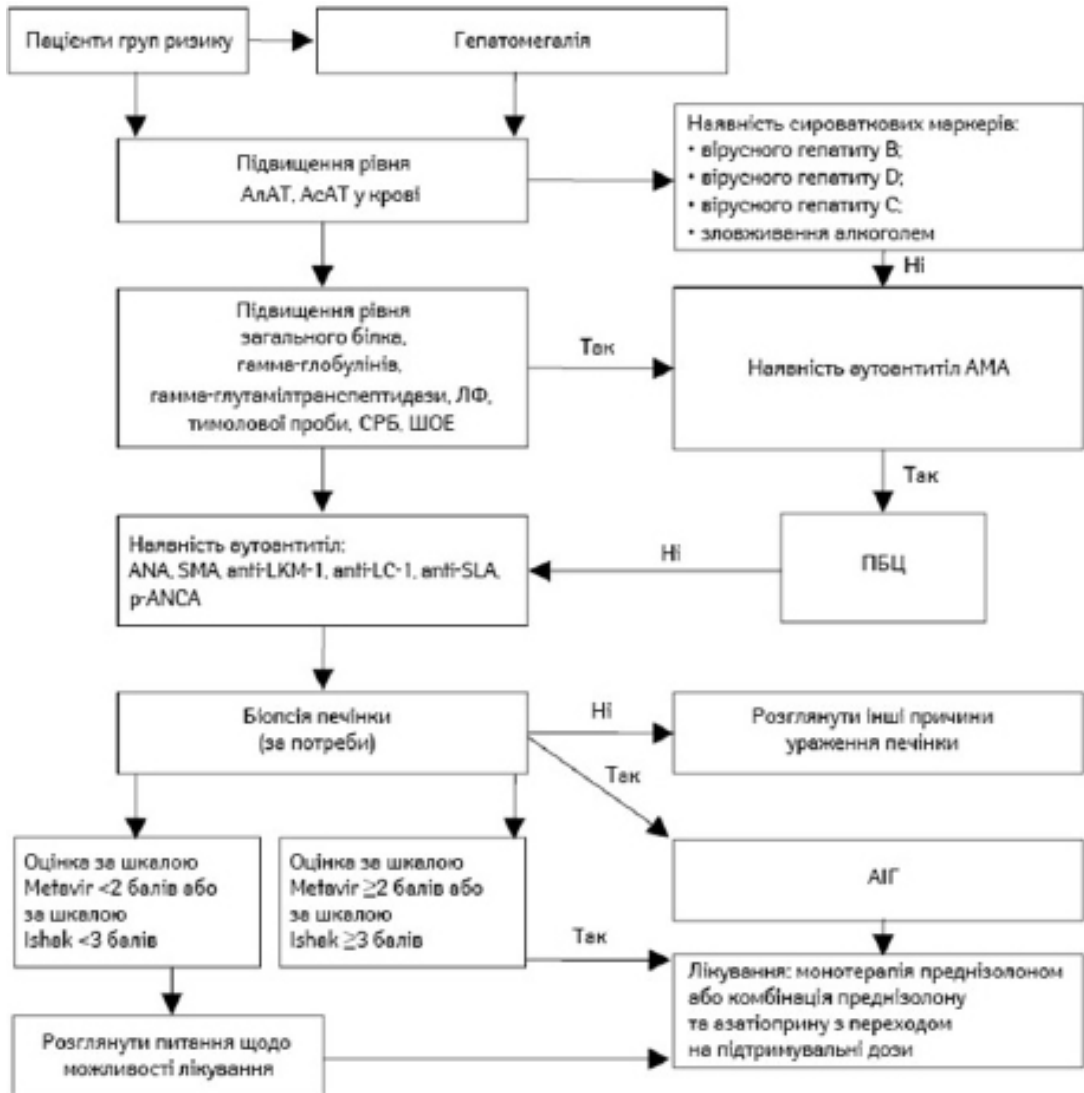 Пацієнти груп ризику
Гепатомегалія
Підвищення рівня
АлАТ, АсАТ у крові
Наявність сироваткових маркерів:
• вірусного гепатиту B;
• вірусного гепатиту D;
• вірусного гепатиту C;
• зловживання алкоголем
Ні
Підвищення рівня
загального білка,
гамма-глобулінів,
гамма-глутамілтранспептидази, ЛФ,
тимолової проби, СРБ, ШОЕ
Так
Наявність аутоантитіл АМА
Так
Наявність аутоантитіл:
ANA, SMA, anti-LKM-1, anti-LC-1, anti-SLA,
p-ANCA
Ні
ПБЦ
Біопсія печінки
(за потреби)
Ні
Розглянути інші причини
ураження печінки
Так
Оцінка за шкалою
Metavir <2 балів або
за шкалою
Ishak <3 балів
Оцінка за шкалою
Metavir ≥2 балів або
за шкалою
Ishak ≥3 балів
АІГ
Так
Лікування: монотерапія преднізолоном
або комбінація преднізолону
та азатіоприну з переходом
на підтримувальні дози
Розглянути питання щодо
можливості лікування